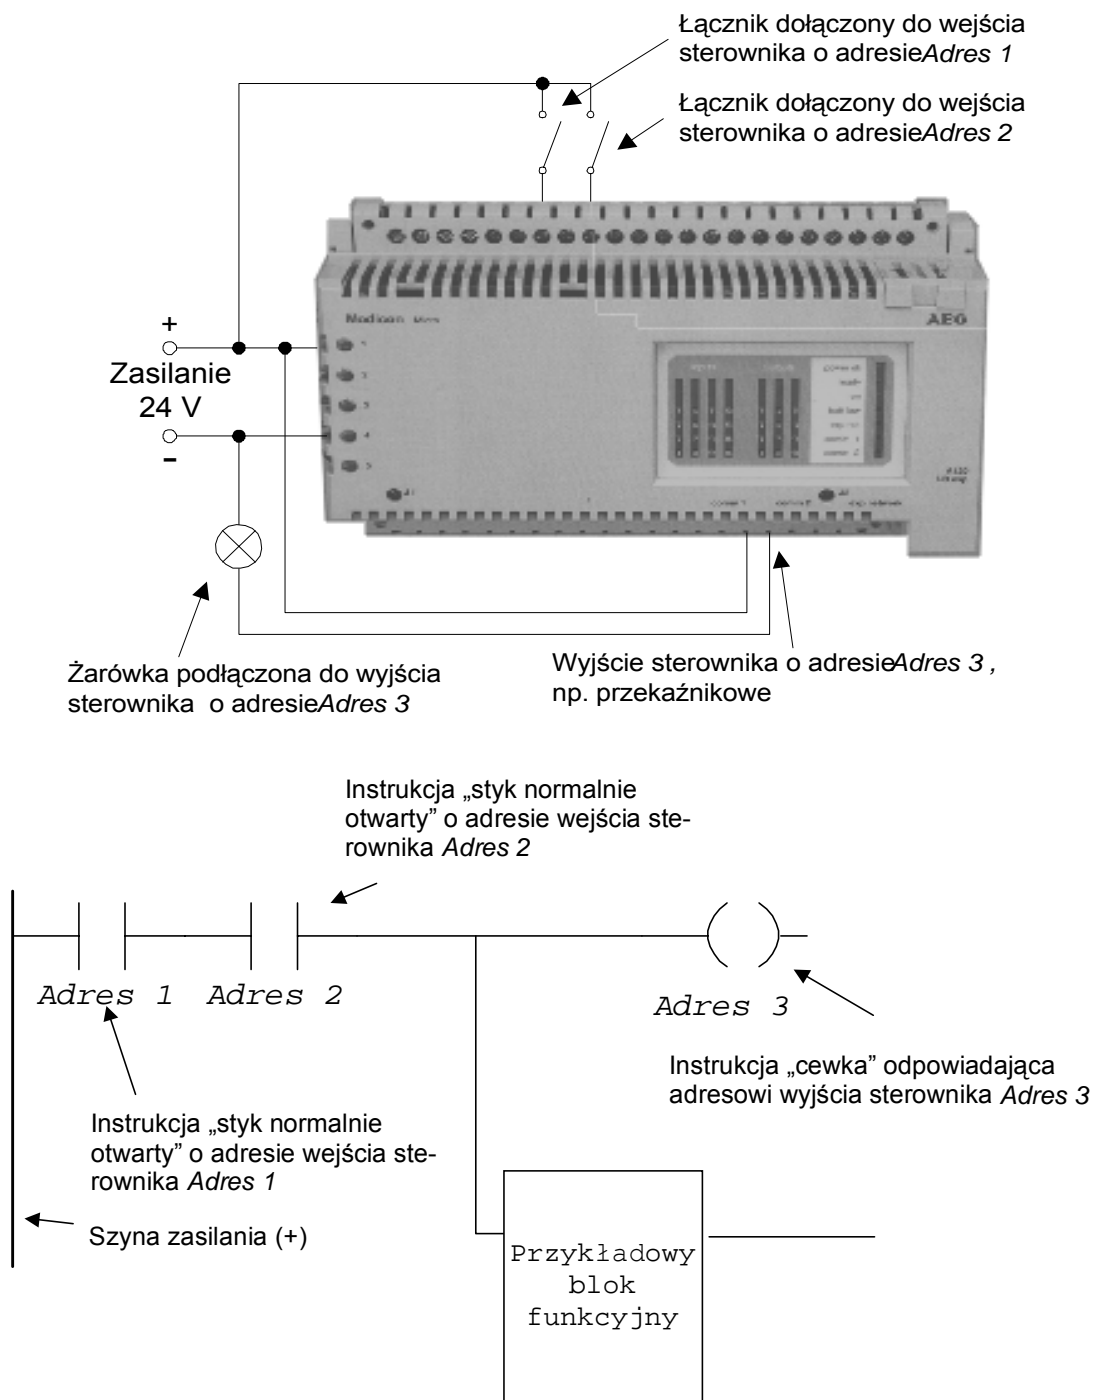 Łącznik dołączony do wejścia
sterownika o adresieAdres 1
Łącznik dołączony do wejścia
sterownika o adresieAdres 2
Modicon Micro
AEG
+
Zasilanie
24 V
-
Żarówka podłączona do wyjścia
sterownika o adresieAdres 3
Wyjście sterownika o adresieAdres 3 ,
np. przekaźnikowe
Instrukcja „styk normalnie
otwarty” o adresie wejścia ste-
rownika Adres 2
Adres 1
Adres 2
Adres 3
Instrukcja „cewka” odpowiadająca
adresowi wyjścia sterownika Adres 3
Instrukcja „styk normalnie
otwarty” o adresie wejścia ste-
rownika Adres 1
Szyna zasilania (+)
Przykładowy
blok
funkcyjny